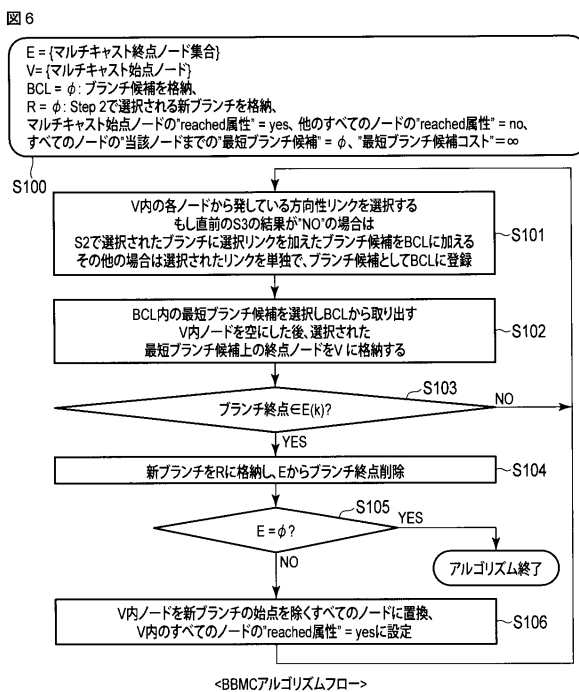 図6
E = {マルチキャスト終点ノード集合}
V= {マルチキャスト始点ノード}
BCL = φ: ブランチ候補を格納、
R = φ: Step 2で選択される新ブランチを格納、
マルチキャスト始点ノードの"reached属性" = yes、他のすべてのノードの"reached属性" = no、
すべてのノードの"当該ノードまでの"最短ブランチ候補" = φ、"最短ブランチ候補コスト"=∞
S100
V内の各ノードから発している方向性リンクを選択する
もし直前のS3の結果が"NO"の場合は
S2で選択されたブランチに選択リンクを加えたブランチ候補をBCLに加える
その他の場合は選択されたリンクを単独で、ブランチ候補としてBCLに登録
S101
BCL内の最短ブランチ候補を選択しBCLから取り出す
V内ノードを空にした後、選択された
最短ブランチ候補上の終点ノードをV に格納する
S102
S103
ブランチ終点∈E(k)?
NO
YES
新ブランチをRに格納し、Eからブランチ終点削除
S104
S105
E = φ?
YES
アルゴリズム終了
NO
V内ノードを新ブランチの始点を除くすべてのノードに置換、
V内のすべてのノードの"reached属性" = yesに設定
S106
<BBMCアルゴリズムフロー>